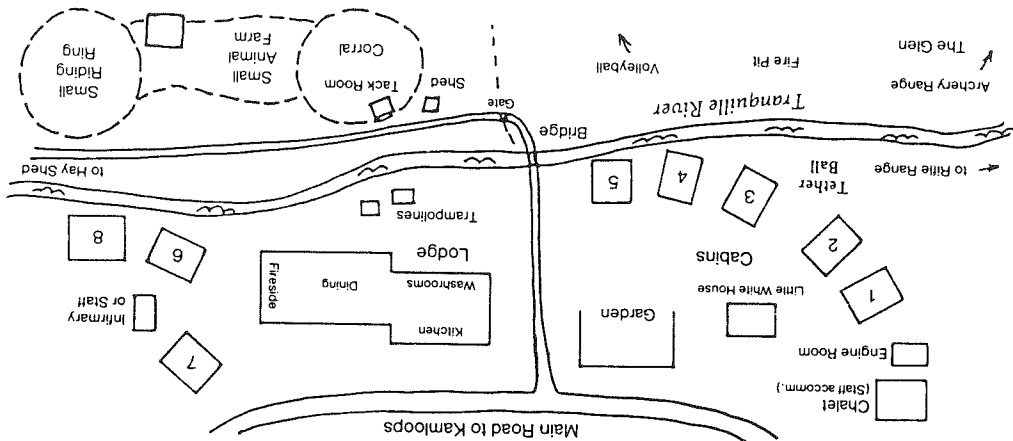 Main Road to Kamloops
Chalet
(Staff accomm.)
Engine Room
1
2
Little White House
Cabins
Garden
Kitchen
Washrooms
Dining
Fireside
Lodge
7
Infirmary
or Staff
6
8
3
4
5
Tether
Ball
Trampolines
to Rifle Range
to Hay Shed
Bridge
Tranquille River
Gate
Archery Range
The Glen
Fire Pit
Volleyball
Shed
Tack Room
Corral
Small
Animal
Farm
Small
Riding
Ring